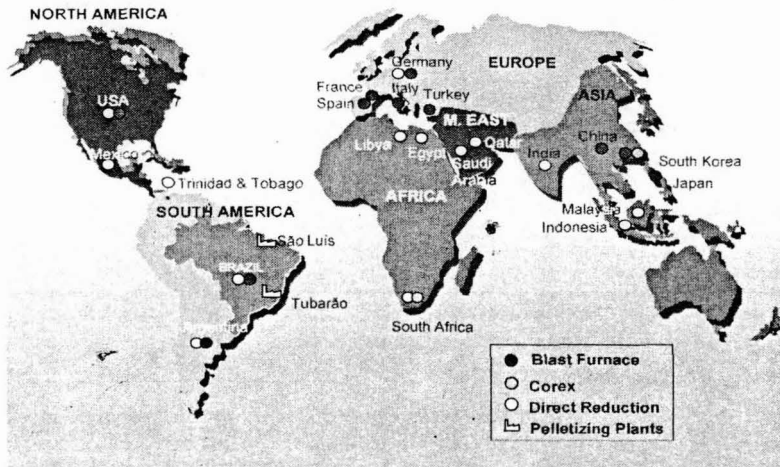 NORTH AMERICA
EUROPE
Germany
France
Italy
Spain
Turkey
ASIA
USA
M. EAST
China
Mexico
Libya
Egypt
Qatar
India
South Korea
Saudi
Arabia
Japan
Trinidad & Tobago
AFRICA
Malaysia
SOUTH AMERICA
Indonesia
São Luís
BRAZIL
Tubarão
South Africa
Argentina
Blast Furnace
Corex
Direct Reduction
Pelletizing Plants